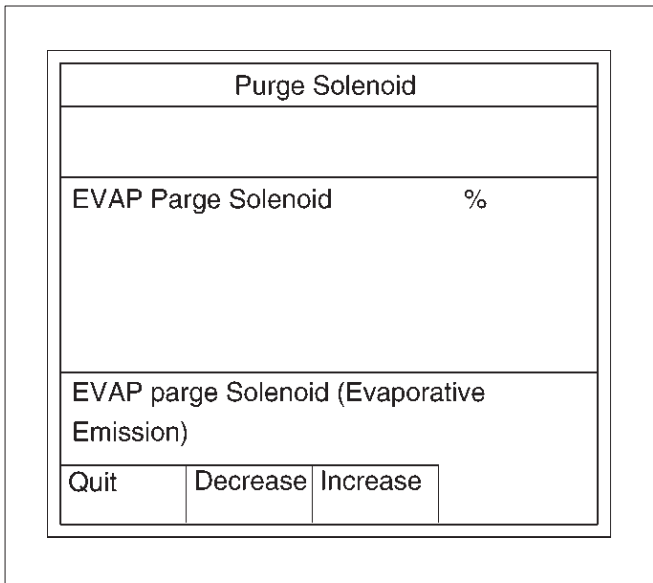 Purge Solenoid
EVAP Parge Solenoid %
EVAP parge Solenoid (Evaporative
Emission)
Quit Decrease Increase